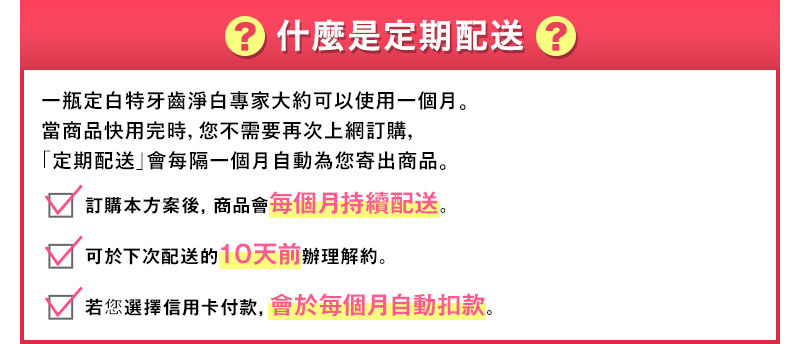 ? 什麼是定期配送 ?
一瓶定白特牙齒淨白專家大約可以使用一個月。
當商品快用完時，您不需要再次上網訂購，
「定期配送」會每隔一個月自動為您寄出商品。
訂購本方案後，商品會每個月持續配送。
可於下次配送的10天前辦理解約。
若您選擇信用卡付款，會於每個月自動扣款。